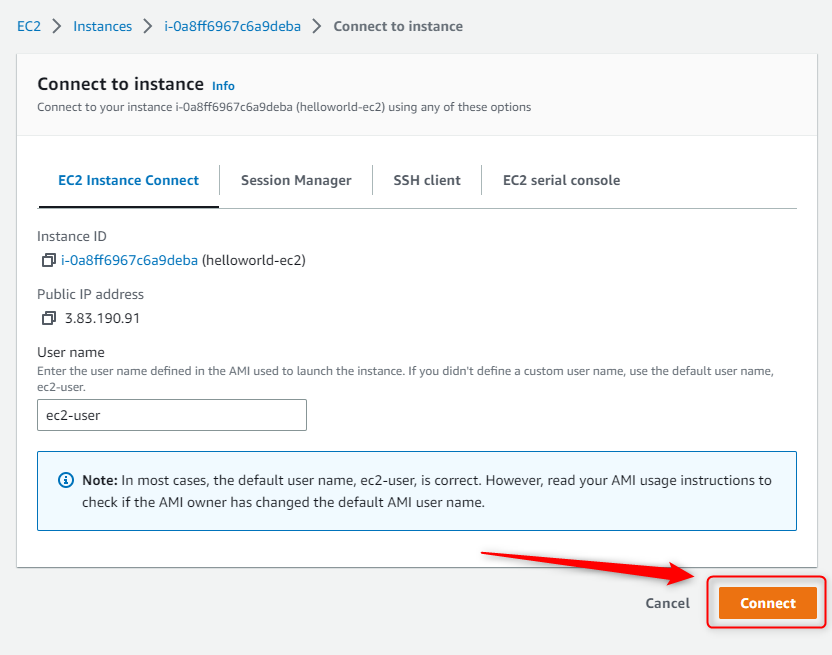 EC2 > Instances > i-0a8ff6967c6a9deba > Connect to instance
Connect to instance Info
Connect to your instance i-0a8ff6967c6a9deba (helloworld-ec2) using any of these options
EC2 Instance Connect Session Manager SSH client EC2 serial console
Instance ID
i-0a8ff6967c6a9deba (helloworld-ec2)
Public IP address
3.83.190.91
User name
Enter the user name defined in the AMI used to launch the instance. If you didn't define a custom user name, use the default user name,
ec2-user.
ec2-user
Note: In most cases, the default user name, ec2-user, is correct. However, read your AMI usage instructions to
check if the AMI owner has changed the default AMI user name.
Cancel Connect